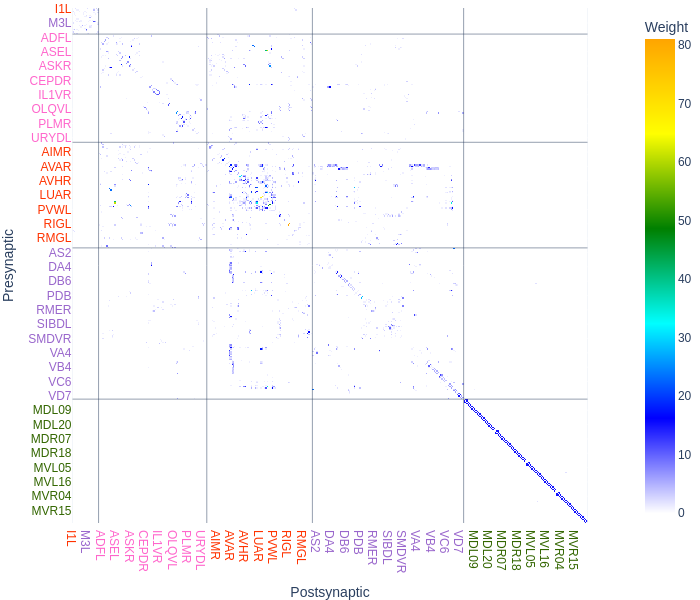 Weight
80
70
60
50
40
30
20
10
0
Presynaptic
I1L
M3L
ADFL
ASEL
ASKR
CEPDR
IL1VR
OLQVL
PLMR
URYDL
AIMR
AVAR
AVHR
LUAR
PVWL
RIGL
RMGL
AS2
DA4
DB6
PDB
RMER
SIBDL
SMDVR
VA4
VB4
VC6
VD7
MDL09
MDL20
MDR07
MDR18
MVL05
MVL16
MVR04
MVR15
I1L
M3L
ADFL
ASEL
ASKR
CEPDR
IL1VR
OLQVL
PLMR
URYDL
AIMR
AVAR
AVHR
LUAR
PVWL
RIGL
RMGL
AS2
DA4
DB6
PDB
RMER
SIBDL
SMDVR
VA4
VB4
VC6
VD7
MDL09
MDL20
MDR07
MDR18
MVL05
MVL16
MVR04
MVR15
Postsynaptic